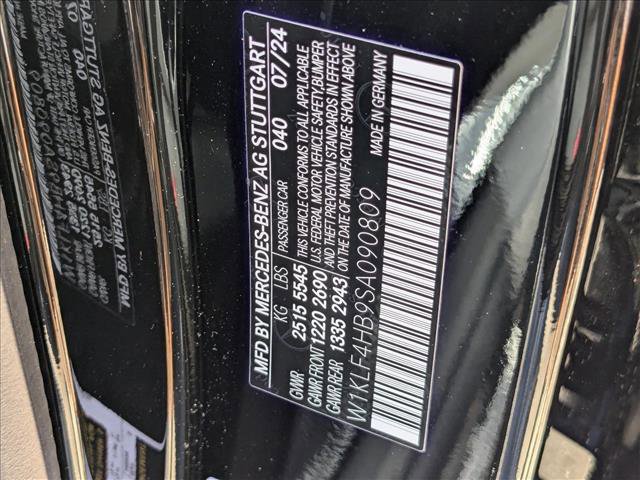 MFD BY MERCEDES-BENZ AG STUTTGART
040 07/24
KG LBS PASSENGER CAR
GVWR 2515 5545
GAWR FRONT 1220 2690
GAWR REAR 1335 2943
THIS VEHICLE CONFORMS TO ALL APPLICABLE
U.S. FEDERAL MOTOR VEHICLE SAFETY,BUMPER
AND THEFT PREVENTION STANDARDS IN EFFECT
ON THE DATE OF MANUFACTURE SHOWN ABOVE
MADE IN GERMANY
W1KLF4HB9SA090809